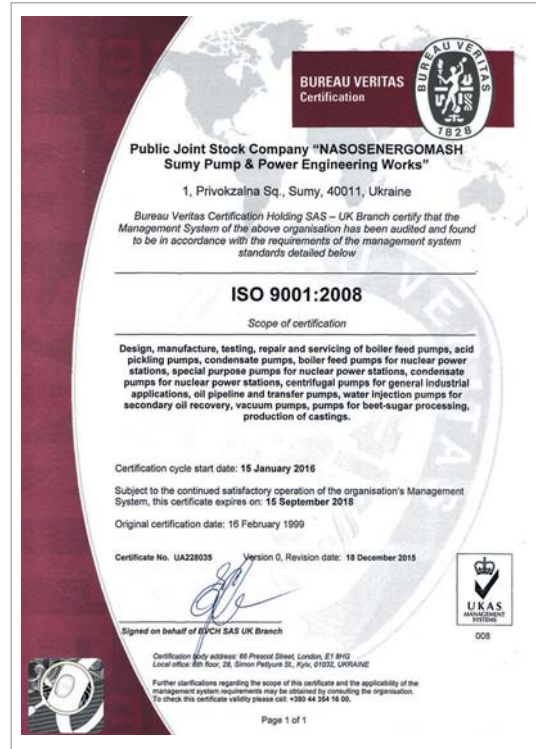 BUREAU VERITAS
Certification
BUREAU VERITAS
1828
Public Joint Stock Company "NASOSENERGOMASH
Sumy Pump & Power Engineering Works"
1, Privokzalna Sq., Sumy, 40011, Ukraine
Bureau Veritas Certification Holding SAS – UK Branch certify that the
Management System of the above organisation has been audited and found
to be in accordance with the requirements of the management system
standards detailed below
ISO 9001:2008
Scope of certification
Design, manufacture, testing, repair and servicing of boiler feed pumps, acid
pickling pumps, condensate pumps, boiler feed pumps for nuclear power
stations, special purpose pumps for nuclear power stations, condensate
pumps for nuclear power stations, centrifugal pumps for general industrial
applications, oil pipeline and transfer pumps, water injection pumps for
secondary oil recovery, vacuum pumps, pumps for beet-sugar processing,
production of castings.
Certification cycle start date: 15 January 2016
Subject to the continued satisfactory operation of the organisation's Management
System, this certificate expires on: 15 September 2018
Original certification date: 16 February 1999
Certificate No. UA228035 Version 0, Revision date: 18 December 2015
Signed on behalf of BVCH SAS UK Branch
UKAS
MANAGEMENT
SYSTEMS
008
Certification body address: 66 Prescot Street, London, E1 8HG
Local office: 6th floor, 28, Simon Petlyura St., Kyiv, 01032, UKRAINE
Further clarifications regarding the scope of this certificate and the applicability of the
management system requirements may be obtained by consulting the organisation.
To check this certificate validity please call: +380 44 354 16 00.
Page 1 of 1